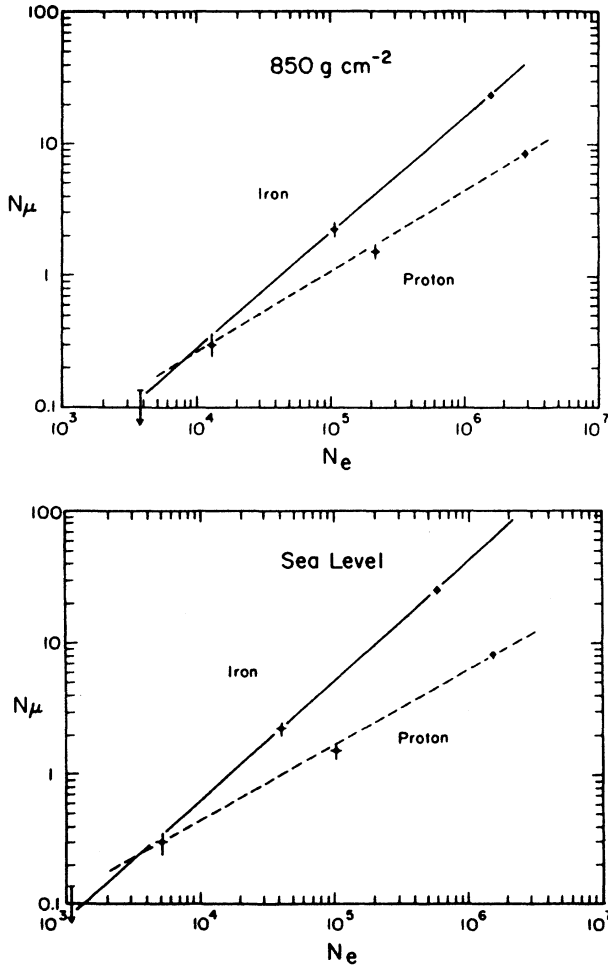 100
850 g cm⁻²
10
Nμ
Iron
1
Proton
0.1
10³ 10⁴ 10⁵ 10⁶ 10⁷
Ne
100
Sea Level
10
Iron
Nμ
Proton
1
0.1
10³ 10⁴ 10⁵ 10⁶ 10⁷
Ne